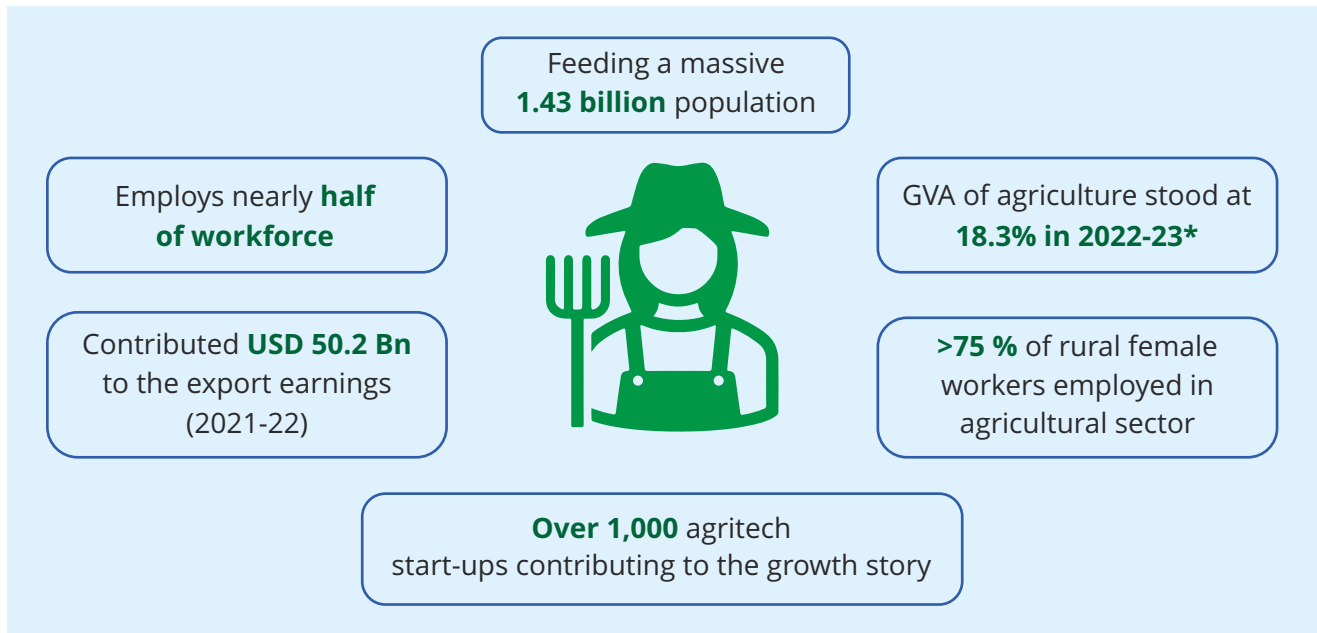 Feeding a massive
1.43 billion population
Employs nearly half
of workforce
GVA of agriculture stood at
18.3% in 2022-23*
Contributed USD 50.2 Bn
to the export earnings
(2021-22)
>75 % of rural female
workers employed in
agricultural sector
Over 1,000 agritech
start-ups contributing to the growth story